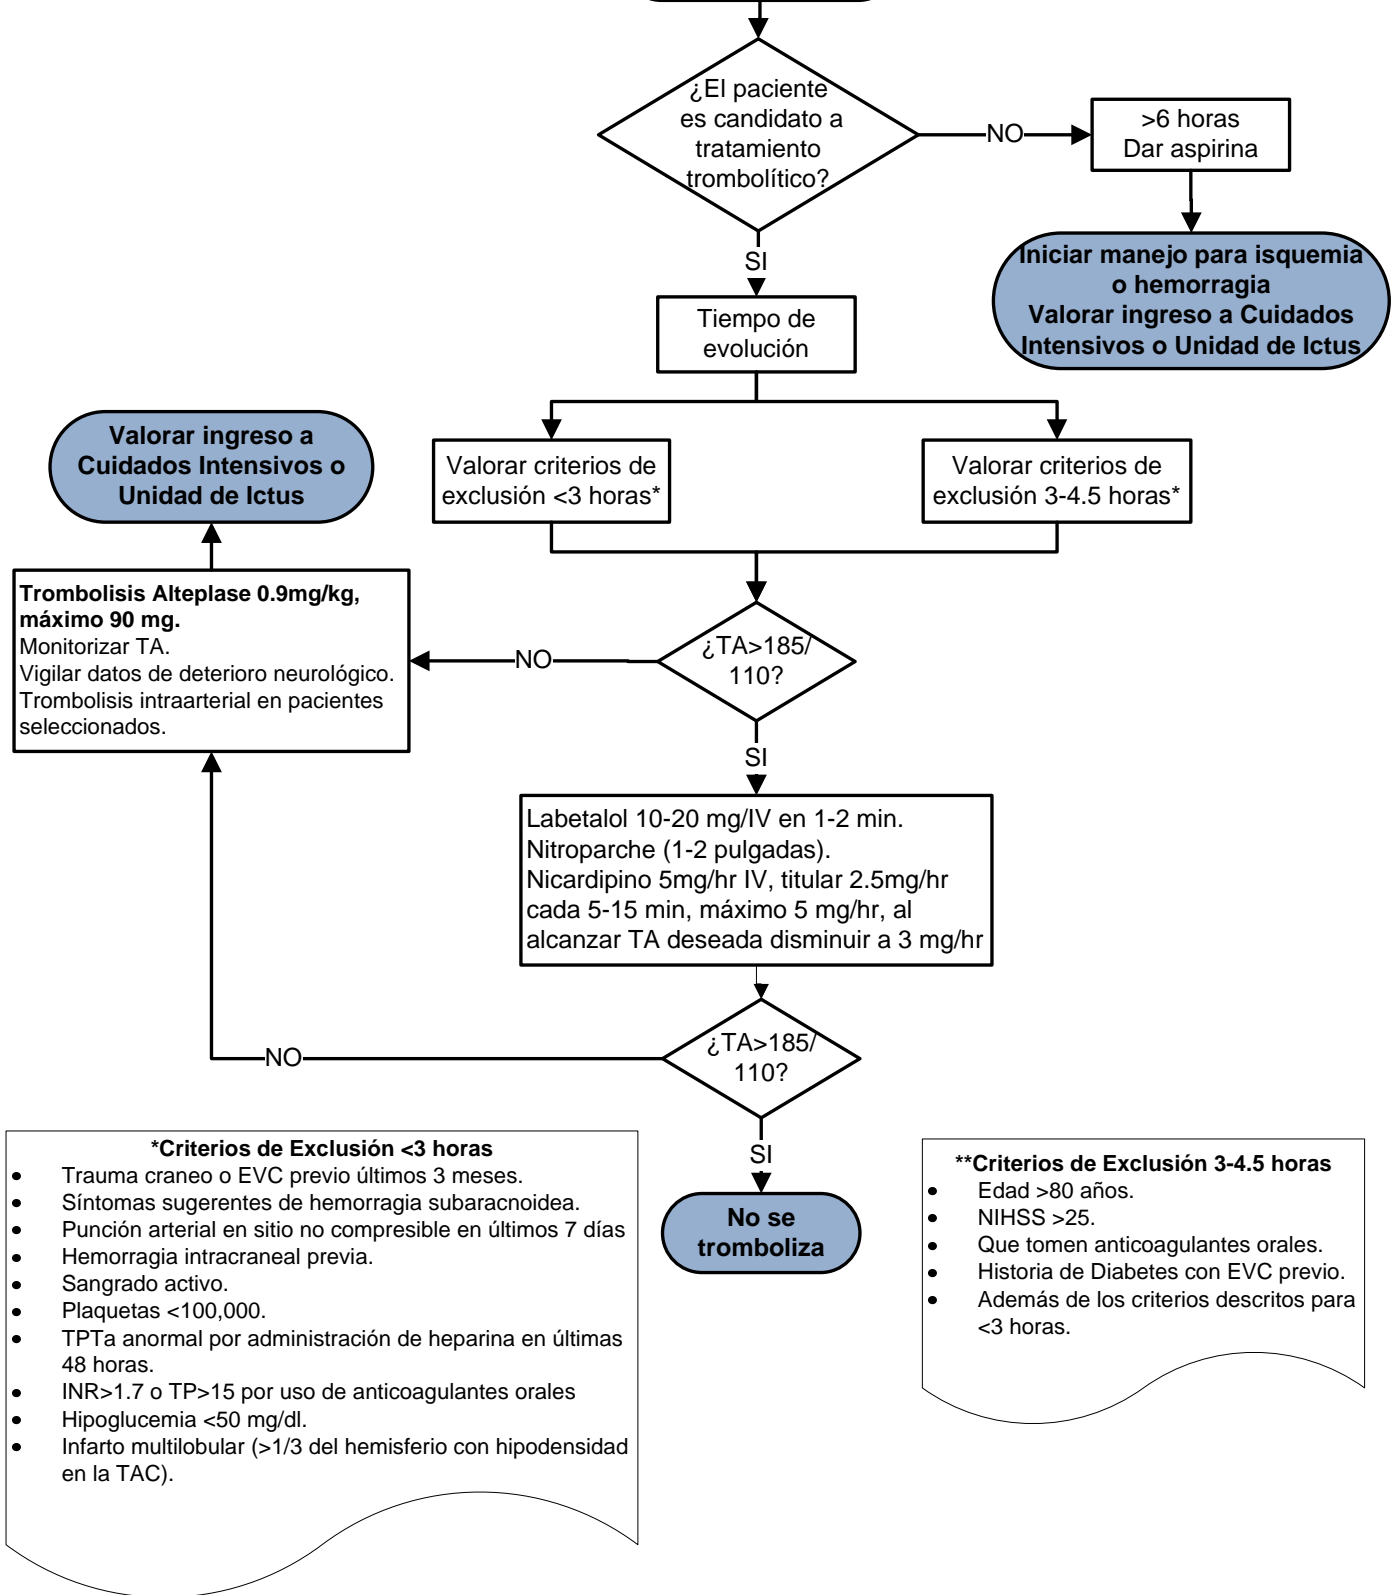 ¿El paciente
es candidato a
tratamiento
trombolítico?
NO
>6 horas
Dar aspirina
SI
Iniciar manejo para isquemia
o hemorragia
Valorar ingreso a Cuidados
Intensivos o Unidad de Ictus
Tiempo de
evolución
Valorar ingreso a
Cuidados Intensivos o
Unidad de Ictus
Valorar criterios de
exclusión <3 horas*
Valorar criterios de
exclusión 3-4.5 horas*
Trombolisis Alteplase 0.9mg/kg,
máximo 90 mg.
Monitorizar TA.
Vigilar datos de deterioro neurológico.
Trombolisis intraarterial en pacientes
seleccionados.
NO
¿TA>185/
110?
SI
Labetalol 10-20 mg/IV en 1-2 min.
Nitroparche (1-2 pulgadas).
Nicardipino 5mg/hr IV, titular 2.5mg/hr
cada 5-15 min, máximo 5 mg/hr, al
alcanzar TA deseada disminuir a 3 mg/hr
NO
¿TA>185/
110?
SI
No se
tromboliza
*Criterios de Exclusión <3 horas
• Trauma craneo o EVC previo últimos 3 meses.
• Síntomas sugerentes de hemorragia subaracnoidea.
• Punción arterial en sitio no compresible en últimos 7 días
• Hemorragia intracraneal previa.
• Sangrado activo.
• Plaquetas <100,000.
• TPTa anormal por administración de heparina en últimas
48 horas.
• INR>1.7 o TP>15 por uso de anticoagulantes orales
• Hipoglucemia <50 mg/dl.
• Infarto multilobular (>1/3 del hemisferio con hipodensidad
en la TAC).
**Criterios de Exclusión 3-4.5 horas
• Edad >80 años.
• NIHSS >25.
• Que tomen anticoagulantes orales.
• Historia de Diabetes con EVC previo.
• Además de los criterios descritos para
<3 horas.